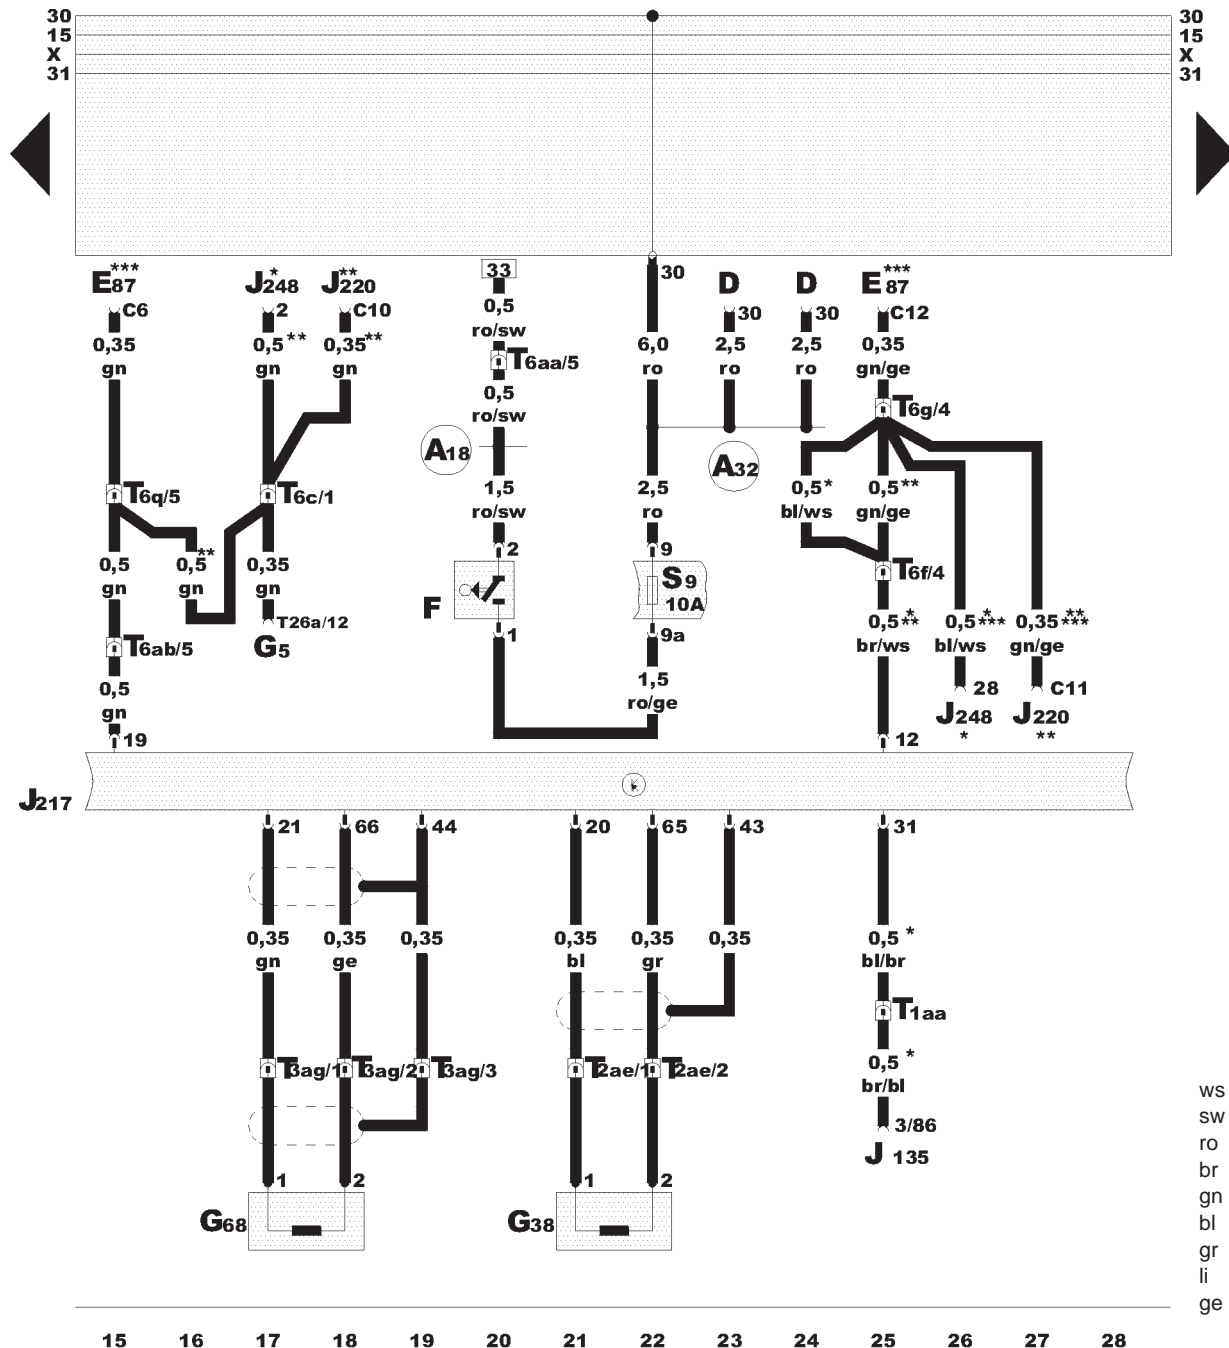 30 30
15 15
X X
31 31
E87*** J248* J220** 33 30 D D E87***
C6 2 C10 30 30 C12
0,35 0,5** 0,35** 0,5 6,0 2,5 2,5 0,35
gn gn gn ro/sw ro ro ro gn/ge
T6aa/5
0,5
ro/sw
T6g/4
A18 A32
T6q/5 T6c/1 1,5 2,5 0,5* 0,5**
ro/sw ro bl/ws gn/ge
2 9
0,5 0,5** 0,35 T6f/4
gn gn gn
F S9
10A
T26a/12 0,5*** 0,5**** 0,35*****
G5 1 9a br/ws bl/ws gn/ge
T6ab/5
0,5 1,5 28 C11
gn ro/ge J248 J220
* **
19 12
J217
21 66 44 20 65 43 31
0,35 0,35 0,35 0,35 0,35 0,35 0,5*
gn ge bl gr bl/br
T1aa
T3ag/1 T3ag/2 T3ag/3 T2ae/1 T2ae/2 0,5*
br/bl
3/86
J135
1 2 1 2
G68 G38
ws
sw
ro
br
gn
bl
gr
li
ge
15 16 17 18 19 20 21 22 23 24 25 26 27 28